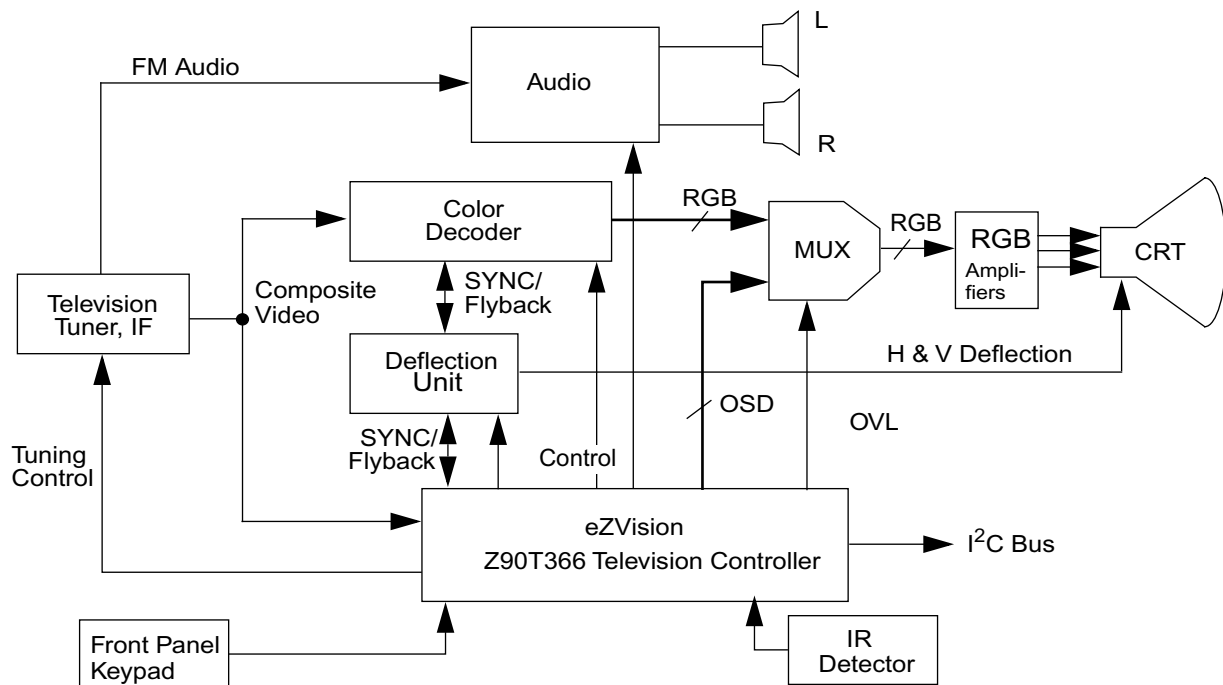 L
FM Audio
Audio
R
Color
Decoder
RGB
MUX
RGB
RGB
Ampli-
fiers
CRT
Television
Tuner, IF
Composite
Video
SYNC/
Flyback
Deflection
Unit
H & V Deflection
OSD
OVL
Tuning
Control
SYNC/
Flyback
Control
eZVision
Z90T366 Television Controller
I²C Bus
Front Panel
Keypad
IR
Detector